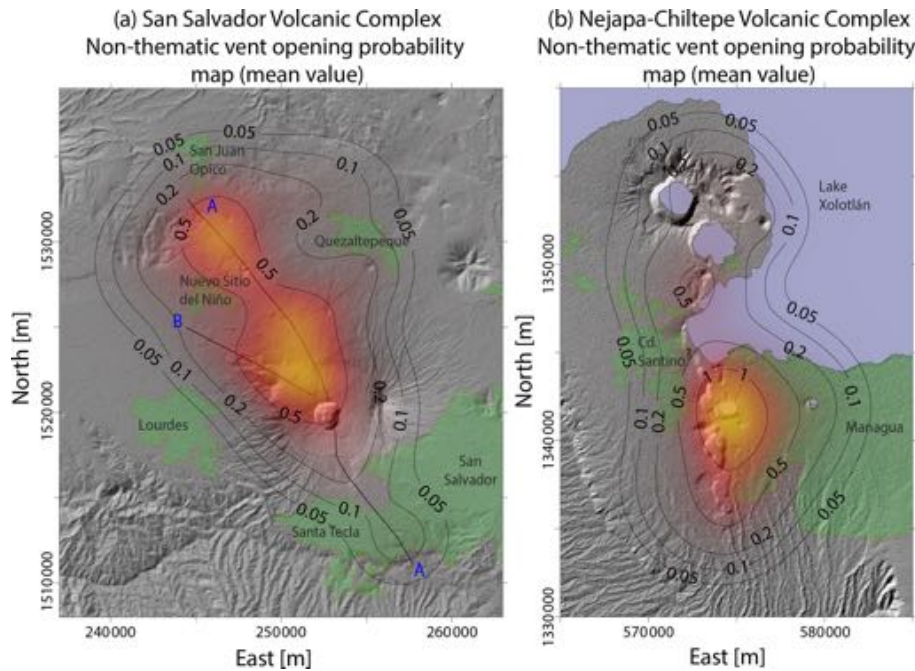 (a) San Salvador Volcanic Complex
Non-thematic vent opening probability
map (mean value)
0.05
0.05
0.1
San Juan
Opico
0.1
0.2
A
0.2
0.05
0.5
Quezaltepeque
Nuevo Sitio
del Niño
0.5
B
0.05
0.1
0.2
0.2
0.5
0.1
Lourdes
San
Salvador
0.1
0.05
0.05
Santa Tecla
A
1530000
1520000
1510000
North [m]
240000
250000
260000
East [m]
(b) Nejapa-Chiltepe Volcanic Complex
Non-thematic vent opening probability
map (mean value)
0.05
0.1
0.2
Lake
Xolotlán
0.1
0.5
0.05
Cd.
Santino
0.05
0.2
0.1
0.2
0.5
1
1
0.1
Managua
0.5
0.05
0.2
0.1
0.05
1350000
1340000
1330000
North [m]
570000
580000
East [m]